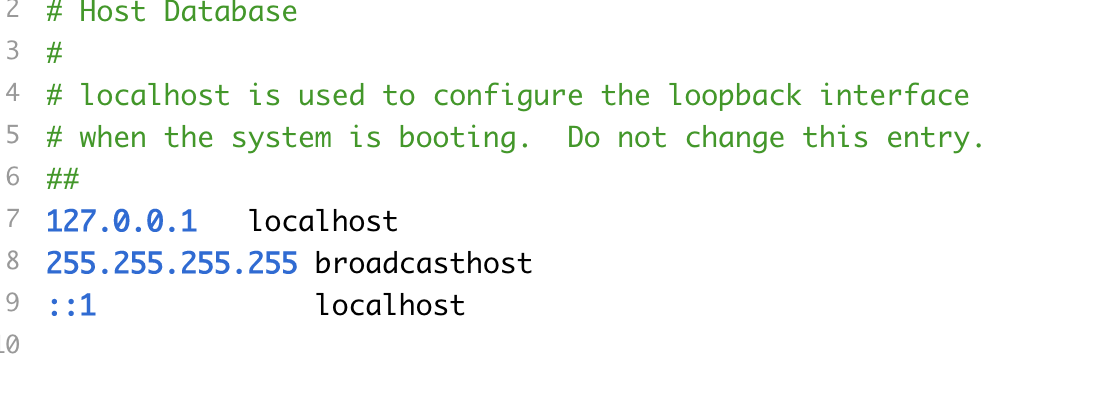 2 # Host Database
3 #
4 # localhost is used to configure the loopback interface
5 # when the system is booting.  Do not change this entry.
6 ##
7 127.0.0.1   localhost
8 255.255.255.255 broadcasthost
9 ::1             localhost
10